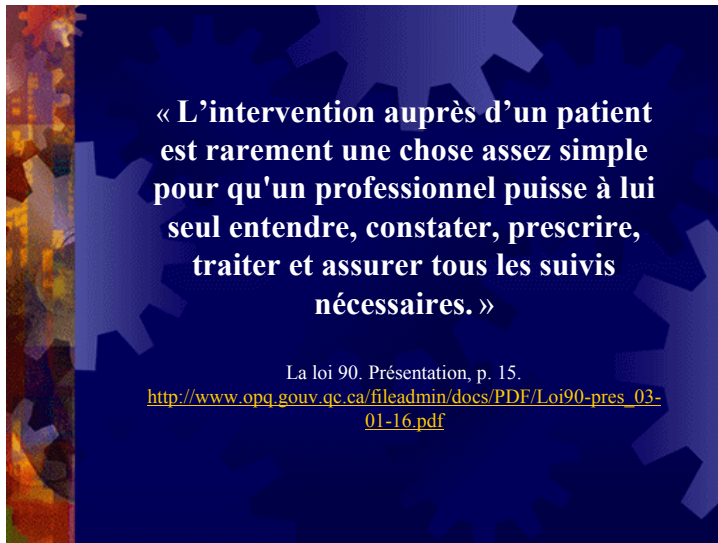 « L’intervention auprès d’un patient
est rarement une chose assez simple
pour qu'un professionnel puisse à lui
seul entendre, constater, prescrire,
traiter et assurer tous les suivis
nécessaires. »
La loi 90. Présentation, p. 15.
http://www.opq.gouv.qc.ca/fileadmin/docs/PDF/Loi90-pres_03-
01-16.pdf